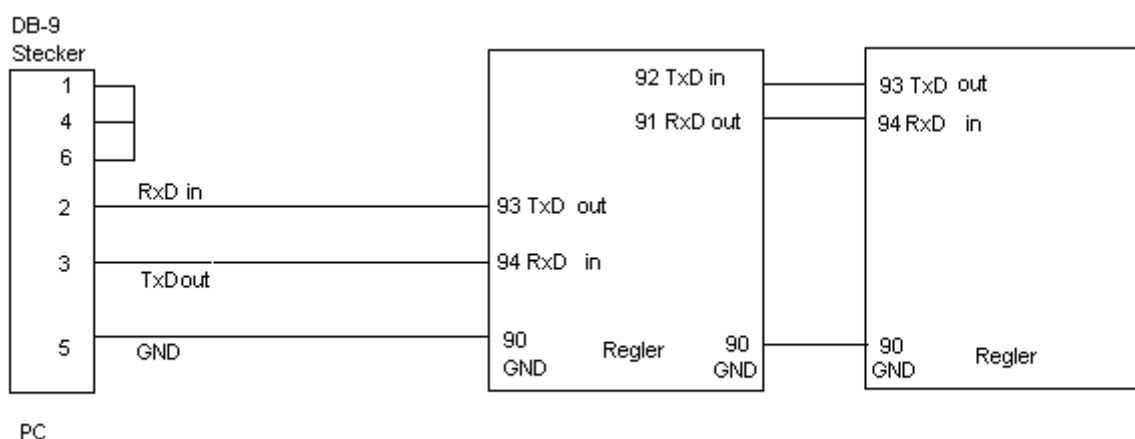 DB-9
Stecker
1
4
6
2
3
5
RxD in
TxDout
GND
PC
92 TxD in
91 RxD out
93 TxD out
94 RxD in
90
GND
Regler
90
GND
93 TxD out
94 RxD in
90
GND
Regler